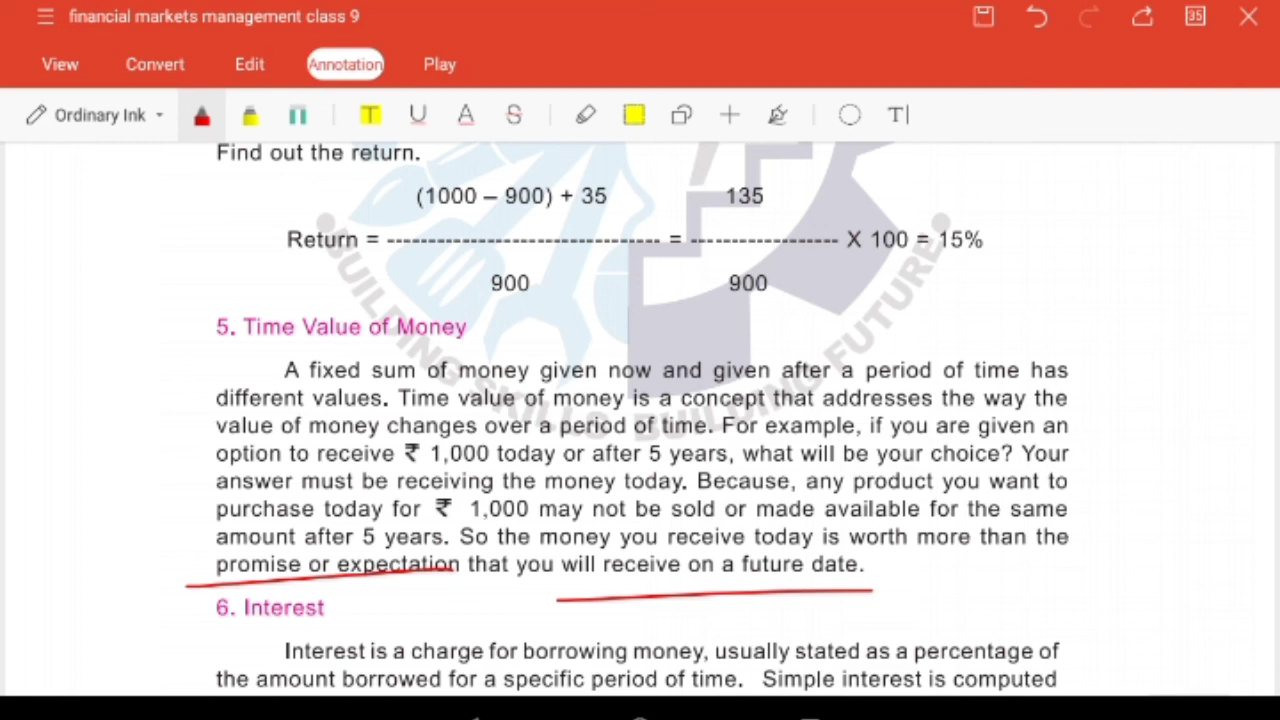 financial markets management class 9
35
View Convert Edit Annotation Play
Ordinary Ink T U A S T|
Find out the return.
(1000 – 900) + 35 135
Return = --------------------------------- = ------------------ X 100 = 15%
900 900
BUILDING SKILLS BUILDING FUTURE
5. Time Value of Money
A fixed sum of money given now and given after a period of time has
different values. Time value of money is a concept that addresses the way the
value of money changes over a period of time. For example, if you are given an
option to receive ₹ 1,000 today or after 5 years, what will be your choice? Your
answer must be receiving the money today. Because, any product you want to
purchase today for ₹ 1,000 may not be sold or made available for the same
amount after 5 years. So the money you receive today is worth more than the
promise or expectation that you will receive on a future date.
6. Interest
Interest is a charge for borrowing money, usually stated as a percentage of
the amount borrowed for a specific period of time. Simple interest is computed